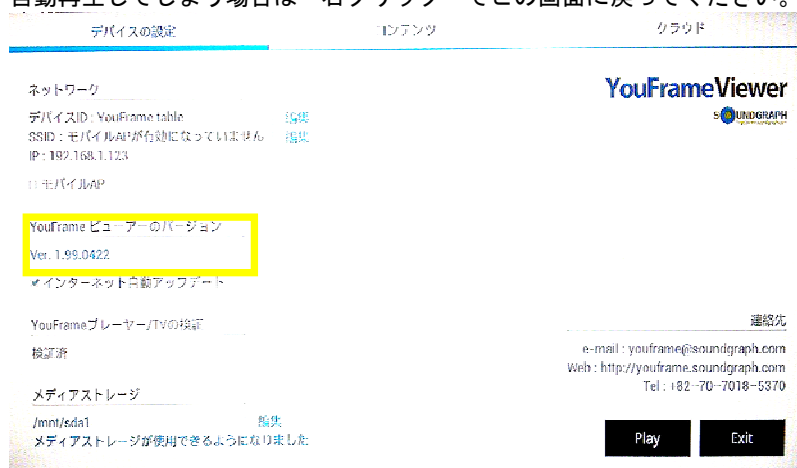 自動再生してしまう場合は 右クリック でこの画面に戻ってください。
デバイスの設定
コンテンツ
クラウド
ネットワーク
デバイスID : YouFrame table 編集
SSID : モバイルAPが有効になっていません 編集
IP : 192.168.1.123
モバイルAP
YouFrame ビューアーのバージョン
Ver. 1.99.0422
✔インターネット自動アップデート
YouFrameプレーヤー/TVの検証
検証済
メディアストレージ
/mnt/sda1 編集
メディアストレージが使用できるようになりました
YouFrameViewer
SOUNDGRAPH
連絡先
e-mail : youframe@soundgraph.com
Web : http://youframe.soundgraph.com
Tel : +82-70-7018-5370
Play
Exit